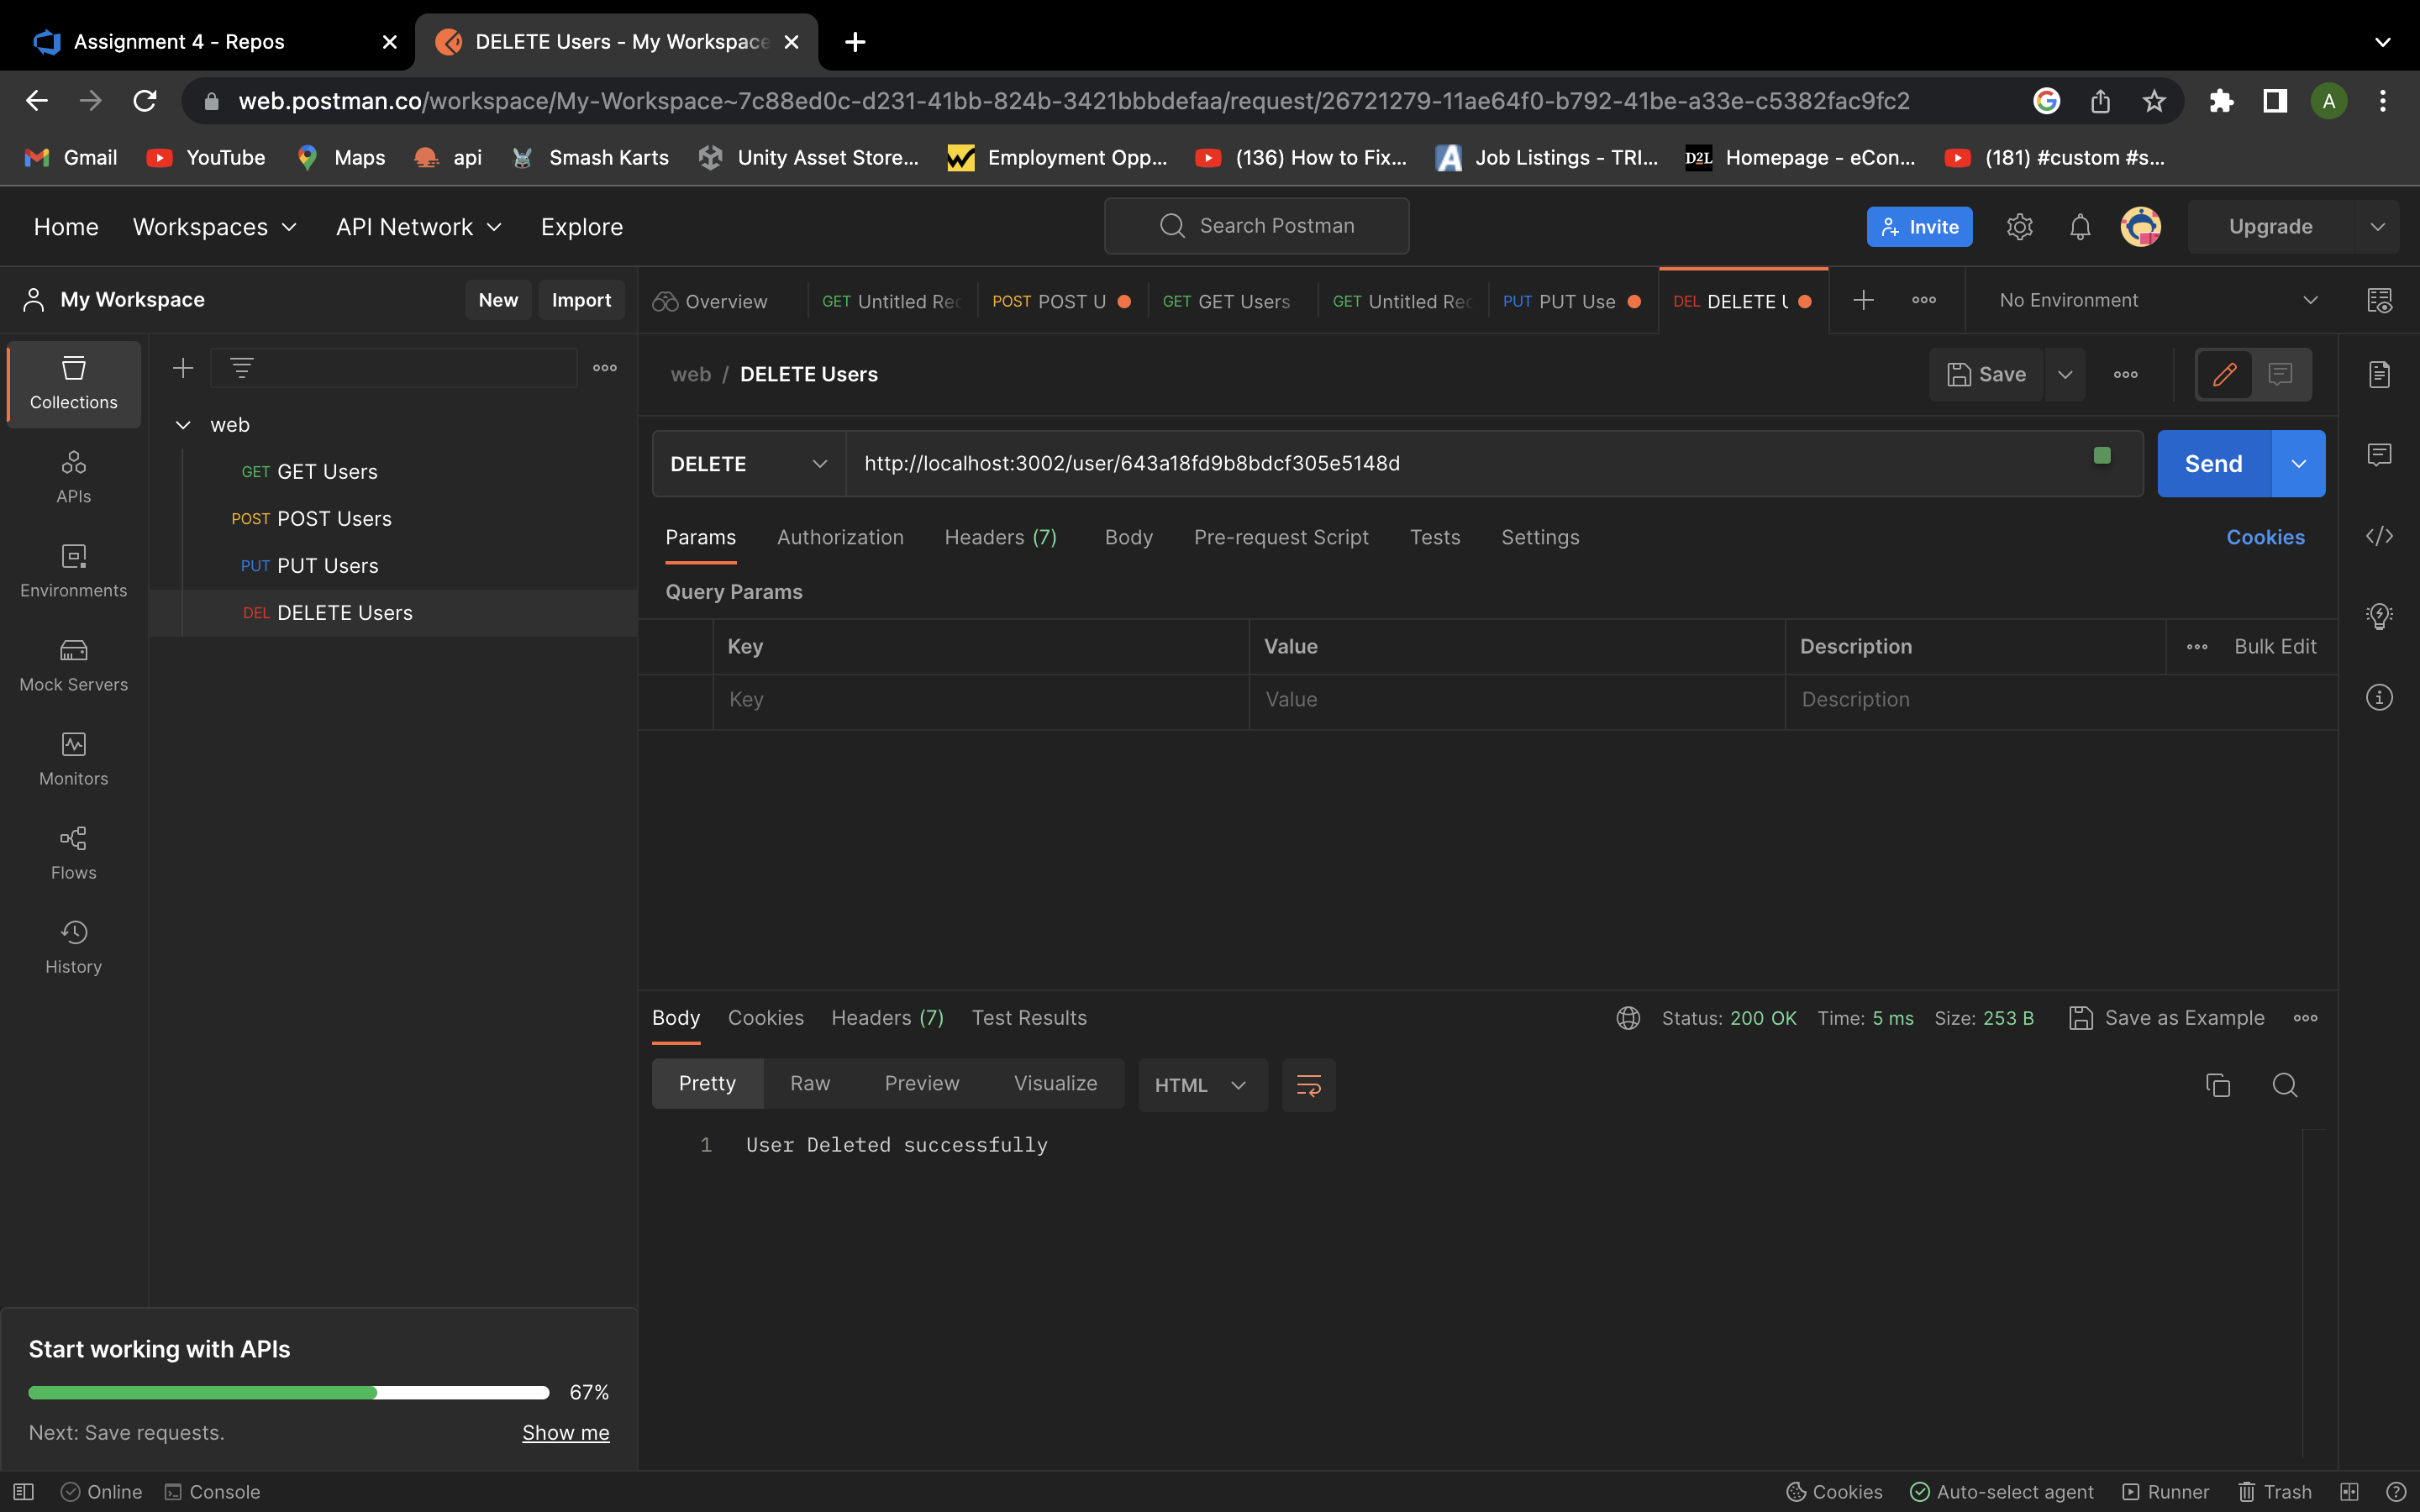 Assignment 4 - Repos
DELETE Users - My Workspace
web.postman.co/workspace/My-Workspace~7c88ed0c-d231-41bb-824b-3421bbbdefaa/request/26721279-11ae64f0-b792-41be-a33e-c5382fac9fc2
A
Gmail YouTube Maps api Smash Karts Unity Asset Store... Employment Opp... (136) How to Fix... Job Listings - TRI... D2L Homepage - eCon... (181) #custom #s...
Home Workspaces API Network Explore Search Postman Invite Upgrade
My Workspace New Import
Overview GET Untitled Rec POST POST U GET GET Users GET Untitled Rec PUT PUT Use DEL DELETE U No Environment
Collections
APIs
Environments
Mock Servers
Monitors
Flows
History
web
GET GET Users
POST POST Users
PUT PUT Users
DEL DELETE Users
web / DELETE Users Save
DELETE http://localhost:3002/user/643a18fd9b8bdcf305e5148d Send
Params Authorization Headers (7) Body Pre-request Script Tests Settings Cookies
Query Params
Key Value Description Bulk Edit
Key Value Description
Body Cookies Headers (7) Test Results Status: 200 OK Time: 5 ms Size: 253 B Save as Example
Pretty Raw Preview Visualize HTML
1 User Deleted successfully
Start working with APIs
67%
Next: Save requests. Show me
Online Console Cookies Auto-select agent Runner Trash